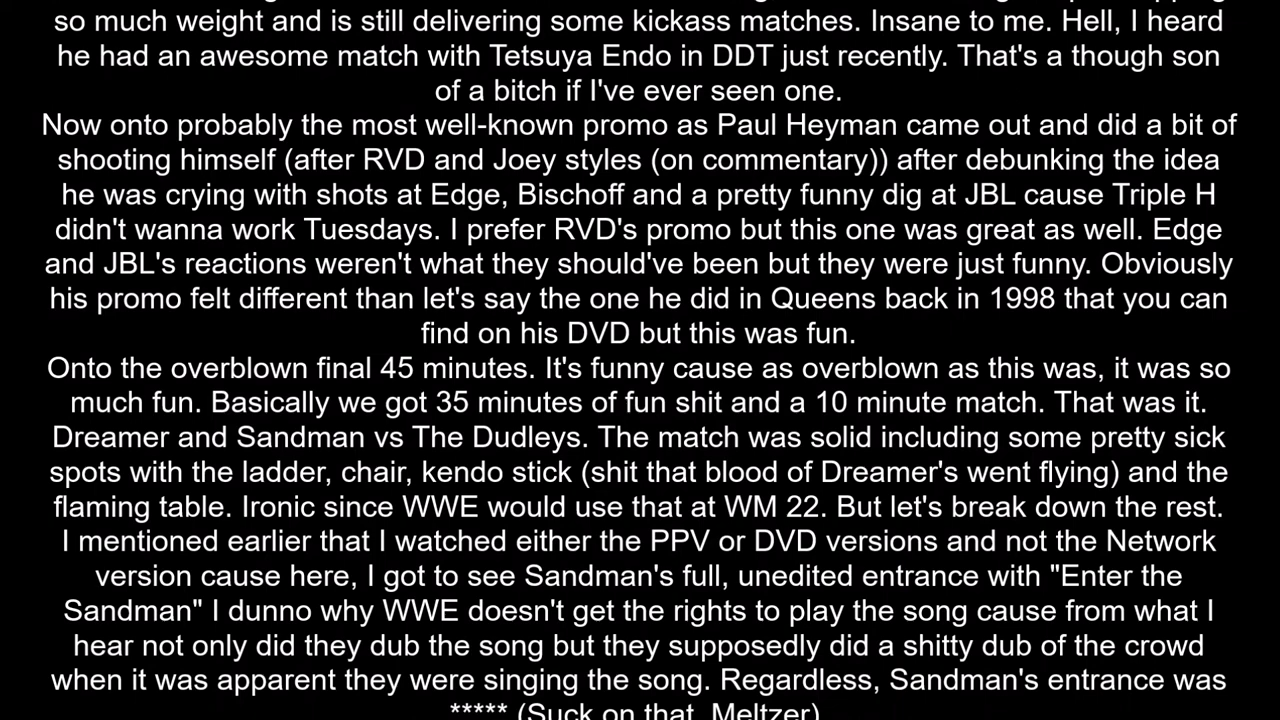 so much weight and is still delivering some kickass matches. Insane to me. Hell, I heard
he had an awesome match with Tetsuya Endo in DDT just recently. That's a though son
of a bitch if I've ever seen one.
Now onto probably the most well-known promo as Paul Heyman came out and did a bit of
shooting himself (after RVD and Joey styles (on commentary)) after debunking the idea
he was crying with shots at Edge, Bischoff and a pretty funny dig at JBL cause Triple H
didn't wanna work Tuesdays. I prefer RVD's promo but this one was great as well. Edge
and JBL's reactions weren't what they should've been but they were just funny. Obviously
his promo felt different than let's say the one he did in Queens back in 1998 that you can
find on his DVD but this was fun.
Onto the overblown final 45 minutes. It's funny cause as overblown as this was, it was so
much fun. Basically we got 35 minutes of fun shit and a 10 minute match. That was it.
Dreamer and Sandman vs The Dudleys. The match was solid including some pretty sick
spots with the ladder, chair, kendo stick (shit that blood of Dreamer's went flying) and the
flaming table. Ironic since WWE would use that at WM 22. But let's break down the rest.
I mentioned earlier that I watched either the PPV or DVD versions and not the Network
version cause here, I got to see Sandman's full, unedited entrance with "Enter the
Sandman" I dunno why WWE doesn't get the rights to play the song cause from what I
hear not only did they dub the song but they supposedly did a shitty dub of the crowd
when it was apparent they were singing the song. Regardless, Sandman's entrance was
***** (Suck on that, Meltzer)